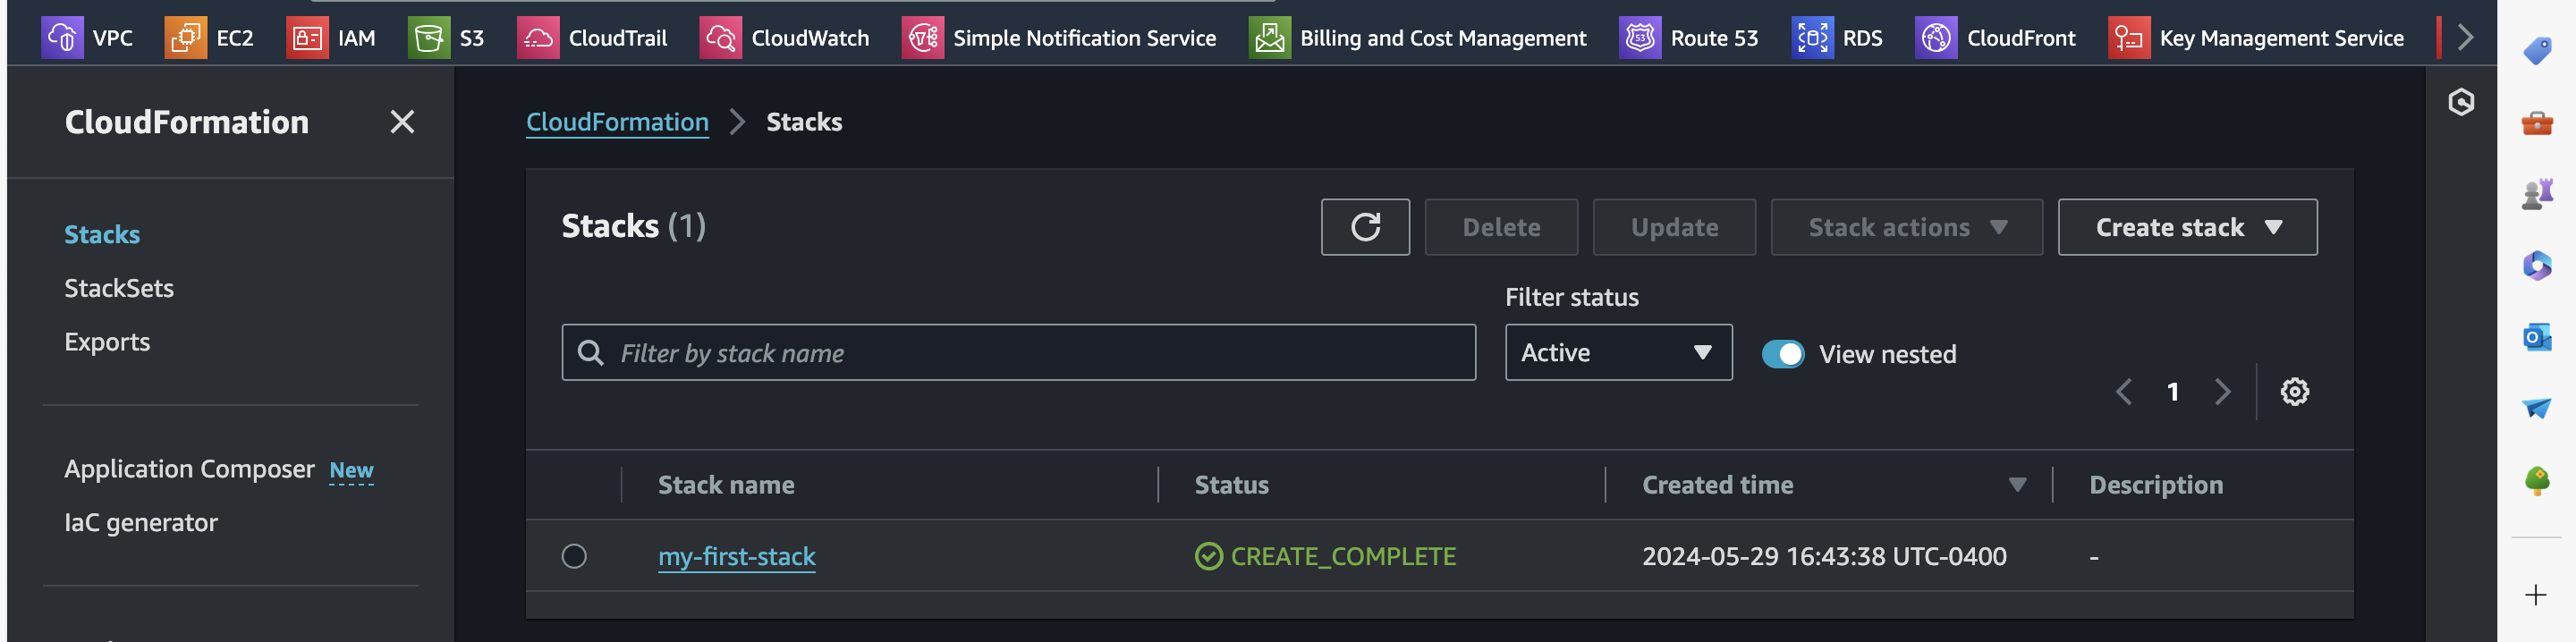 VPC EC2 IAM S3 CloudTrail CloudWatch Simple Notification Service Billing and Cost Management Route 53 RDS CloudFront Key Management Service
CloudFormation
Stacks
StackSets
Exports
Application Composer New
IaC generator
CloudFormation > Stacks
Stacks (1)
Delete Update Stack actions Create stack
Filter status
Filter by stack name Active View nested
1
Stack name Status Created time Description
my-first-stack CREATE_COMPLETE 2024-05-29 16:43:38 UTC-0400 -